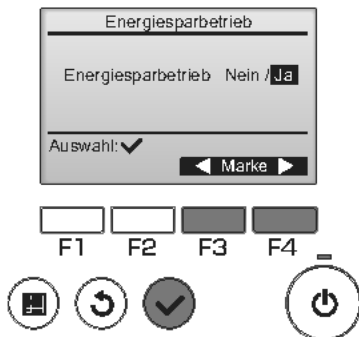 Energiesparbetrieb
Energiesparbetrieb Nein / Ja
Auswahl:
Marke
F1 F2 F3 F4